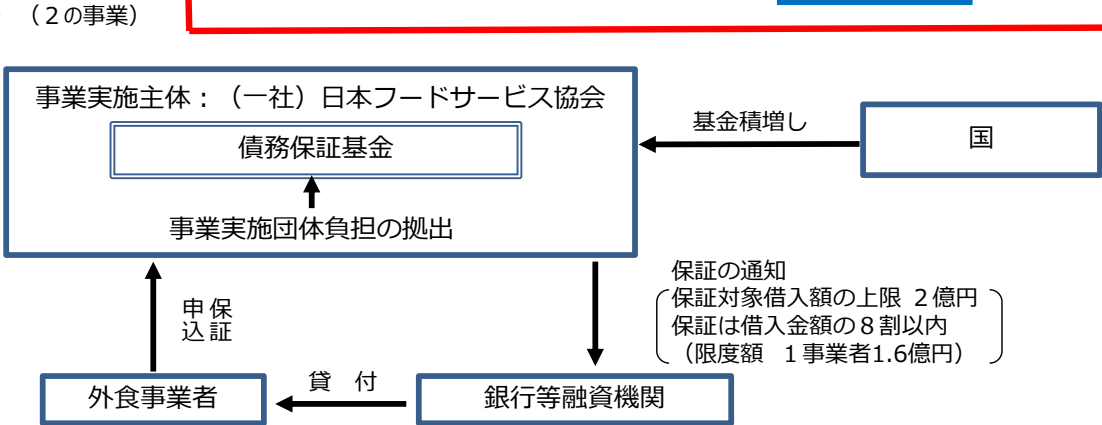 （２の事業）
事業実施主体：（一社）日本フードサービス協会
債務保証基金
事業実施団体負担の拠出
基金積増し
国
保証の通知
保証対象借入額の上限 ２億円
保証は借入金額の８割以内
（限度額 １事業者1.6億円）
保証
申込
外食事業者
貸 付
銀行等融資機関